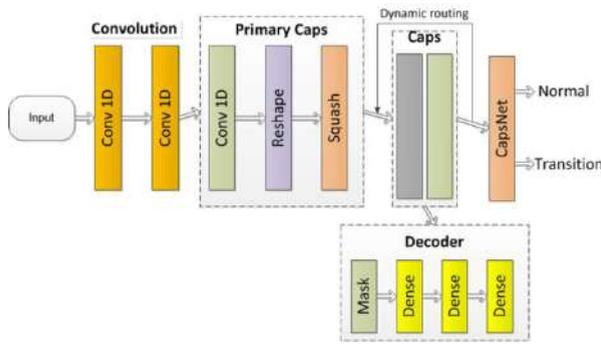 Dynamic routing
Convolution
Primary Caps
Caps
Input
Conv 1D
Conv 1D
Conv 1D
Reshape
Squash
CapsNet
Normal
Transition
Decoder
Mask
Dense
Dense
Dense